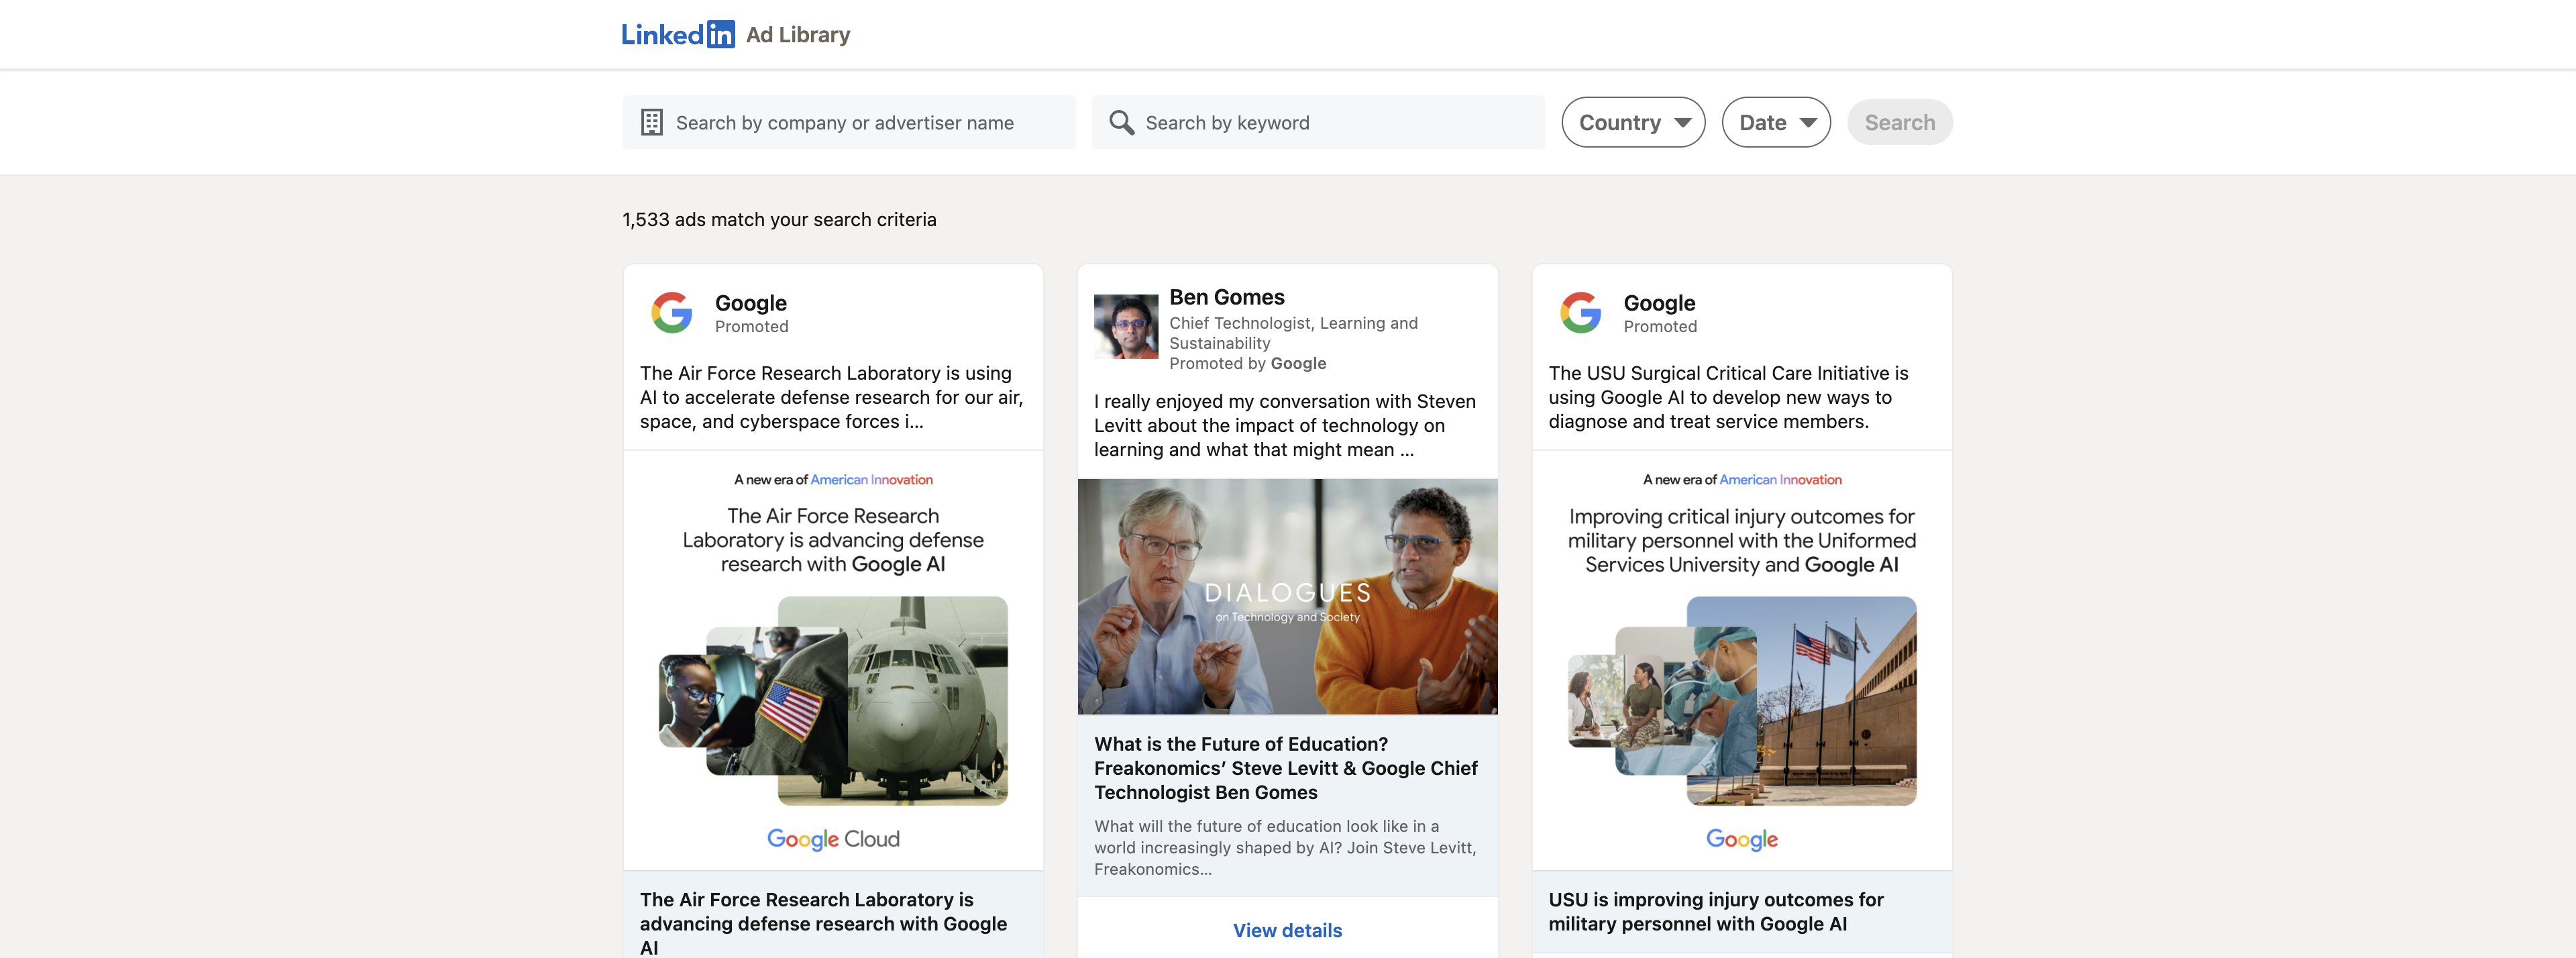 Linkedin Ad Library
Search by company or advertiser name
Search by keyword
Country
Date
Search
1,533 ads match your search criteria
Google
Promoted
The Air Force Research Laboratory is using
AI to accelerate defense research for our air,
space, and cyberspace forces i...
A new era of American Innovation
The Air Force Research
Laboratory is advancing defense
research with Google AI
Google Cloud
The Air Force Research Laboratory is
advancing defense research with Google
AI
Ben Gomes
Chief Technologist, Learning and
Sustainability
Promoted by Google
I really enjoyed my conversation with Steven
Levitt about the impact of technology on
learning and what that might mean ...
DIALOGUES
on Technology and Society
What is the Future of Education?
Freakonomics’ Steve Levitt & Google Chief
Technologist Ben Gomes
What will the future of education look like in a
world increasingly shaped by AI? Join Steve Levitt,
Freakonomics...
View details
Google
Promoted
The USU Surgical Critical Care Initiative is
using Google AI to develop new ways to
diagnose and treat service members.
A new era of American Innovation
Improving critical injury outcomes for
military personnel with the Uniformed
Services University and Google AI
Google
USU is improving injury outcomes for
military personnel with Google AI